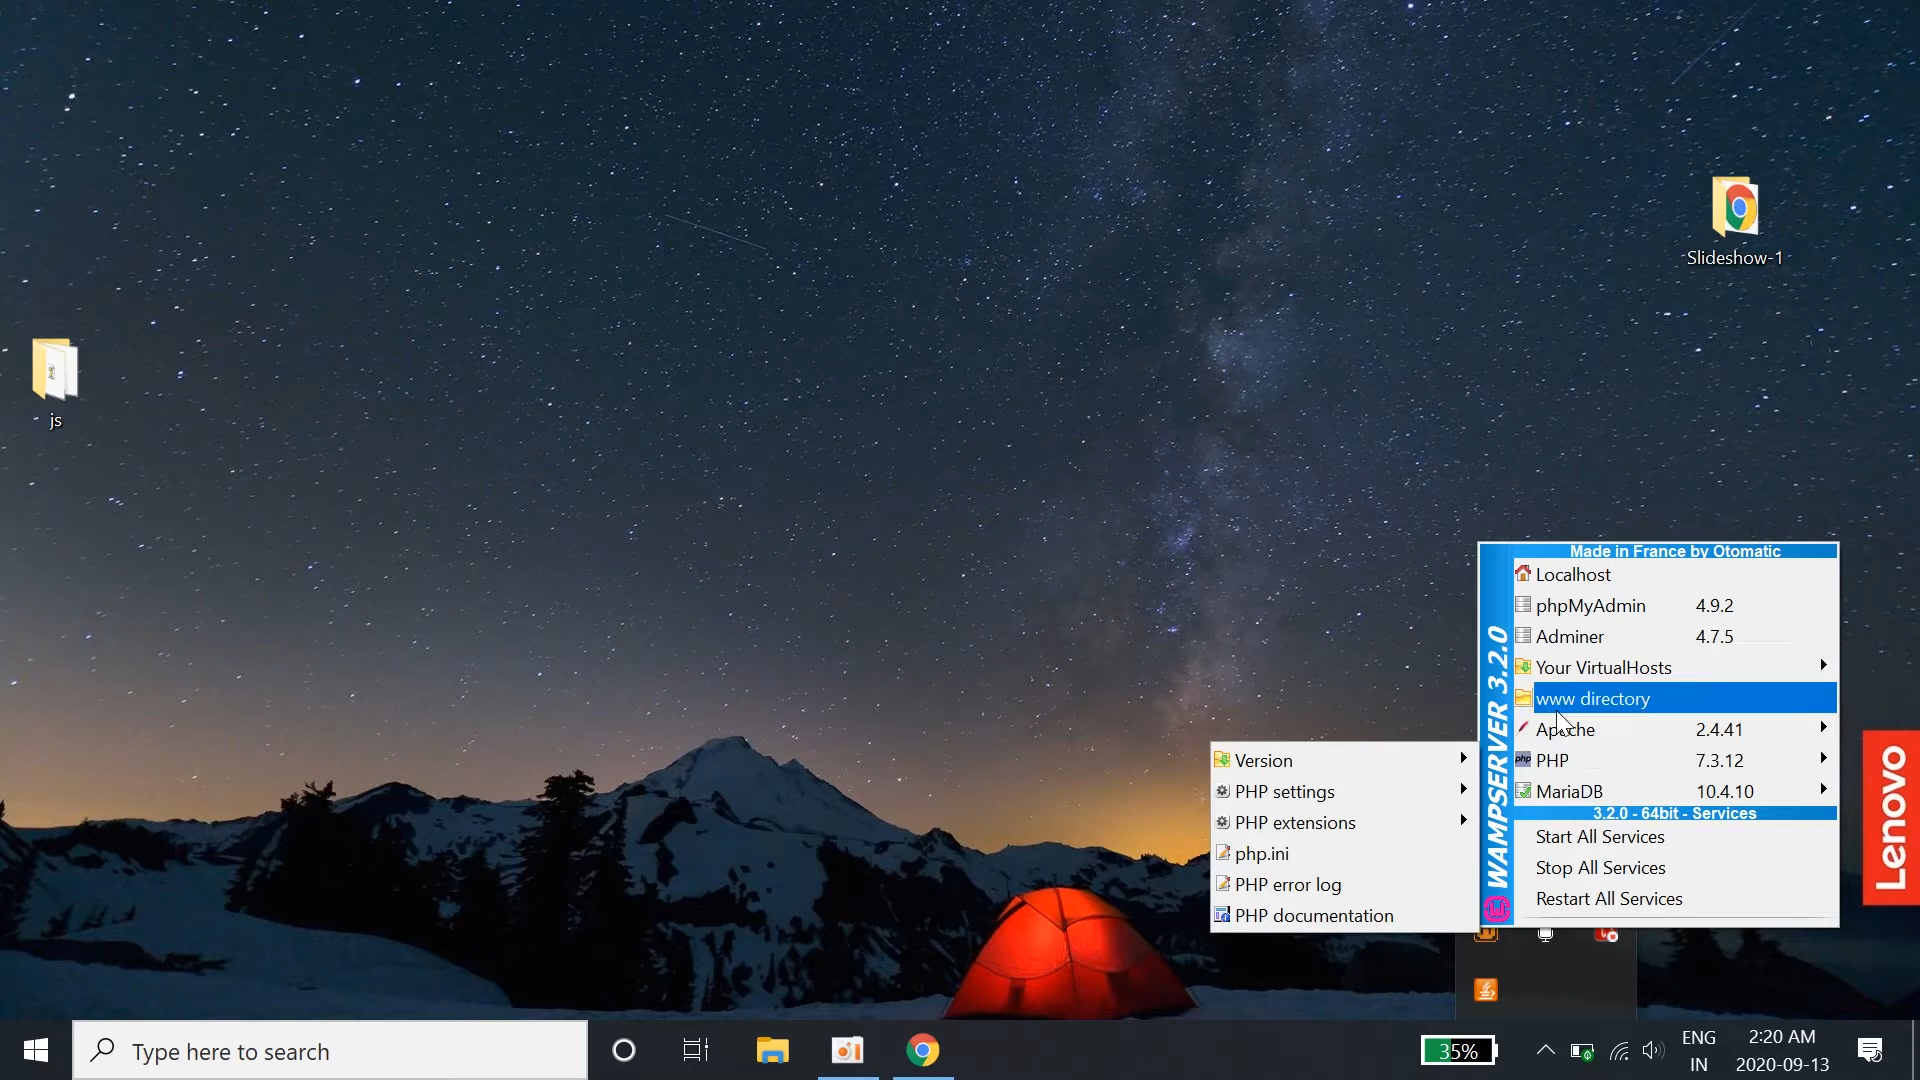 Slideshow-1
js
Made in France by Otomatic
Localhost
phpMyAdmin 4.9.2
Adminer 4.7.5
Your VirtualHosts
www directory
Apache 2.4.41
PHP 7.3.12
MariaDB 10.4.10
3.2.0 - 64bit - Services
Start All Services
Stop All Services
Restart All Services
WAMPSERVER 3.2.0
Version
PHP settings
PHP extensions
php.ini
PHP error log
PHP documentation
Lenovo
Type here to search
35%
ENG
IN
2:20 AM
2020-09-13